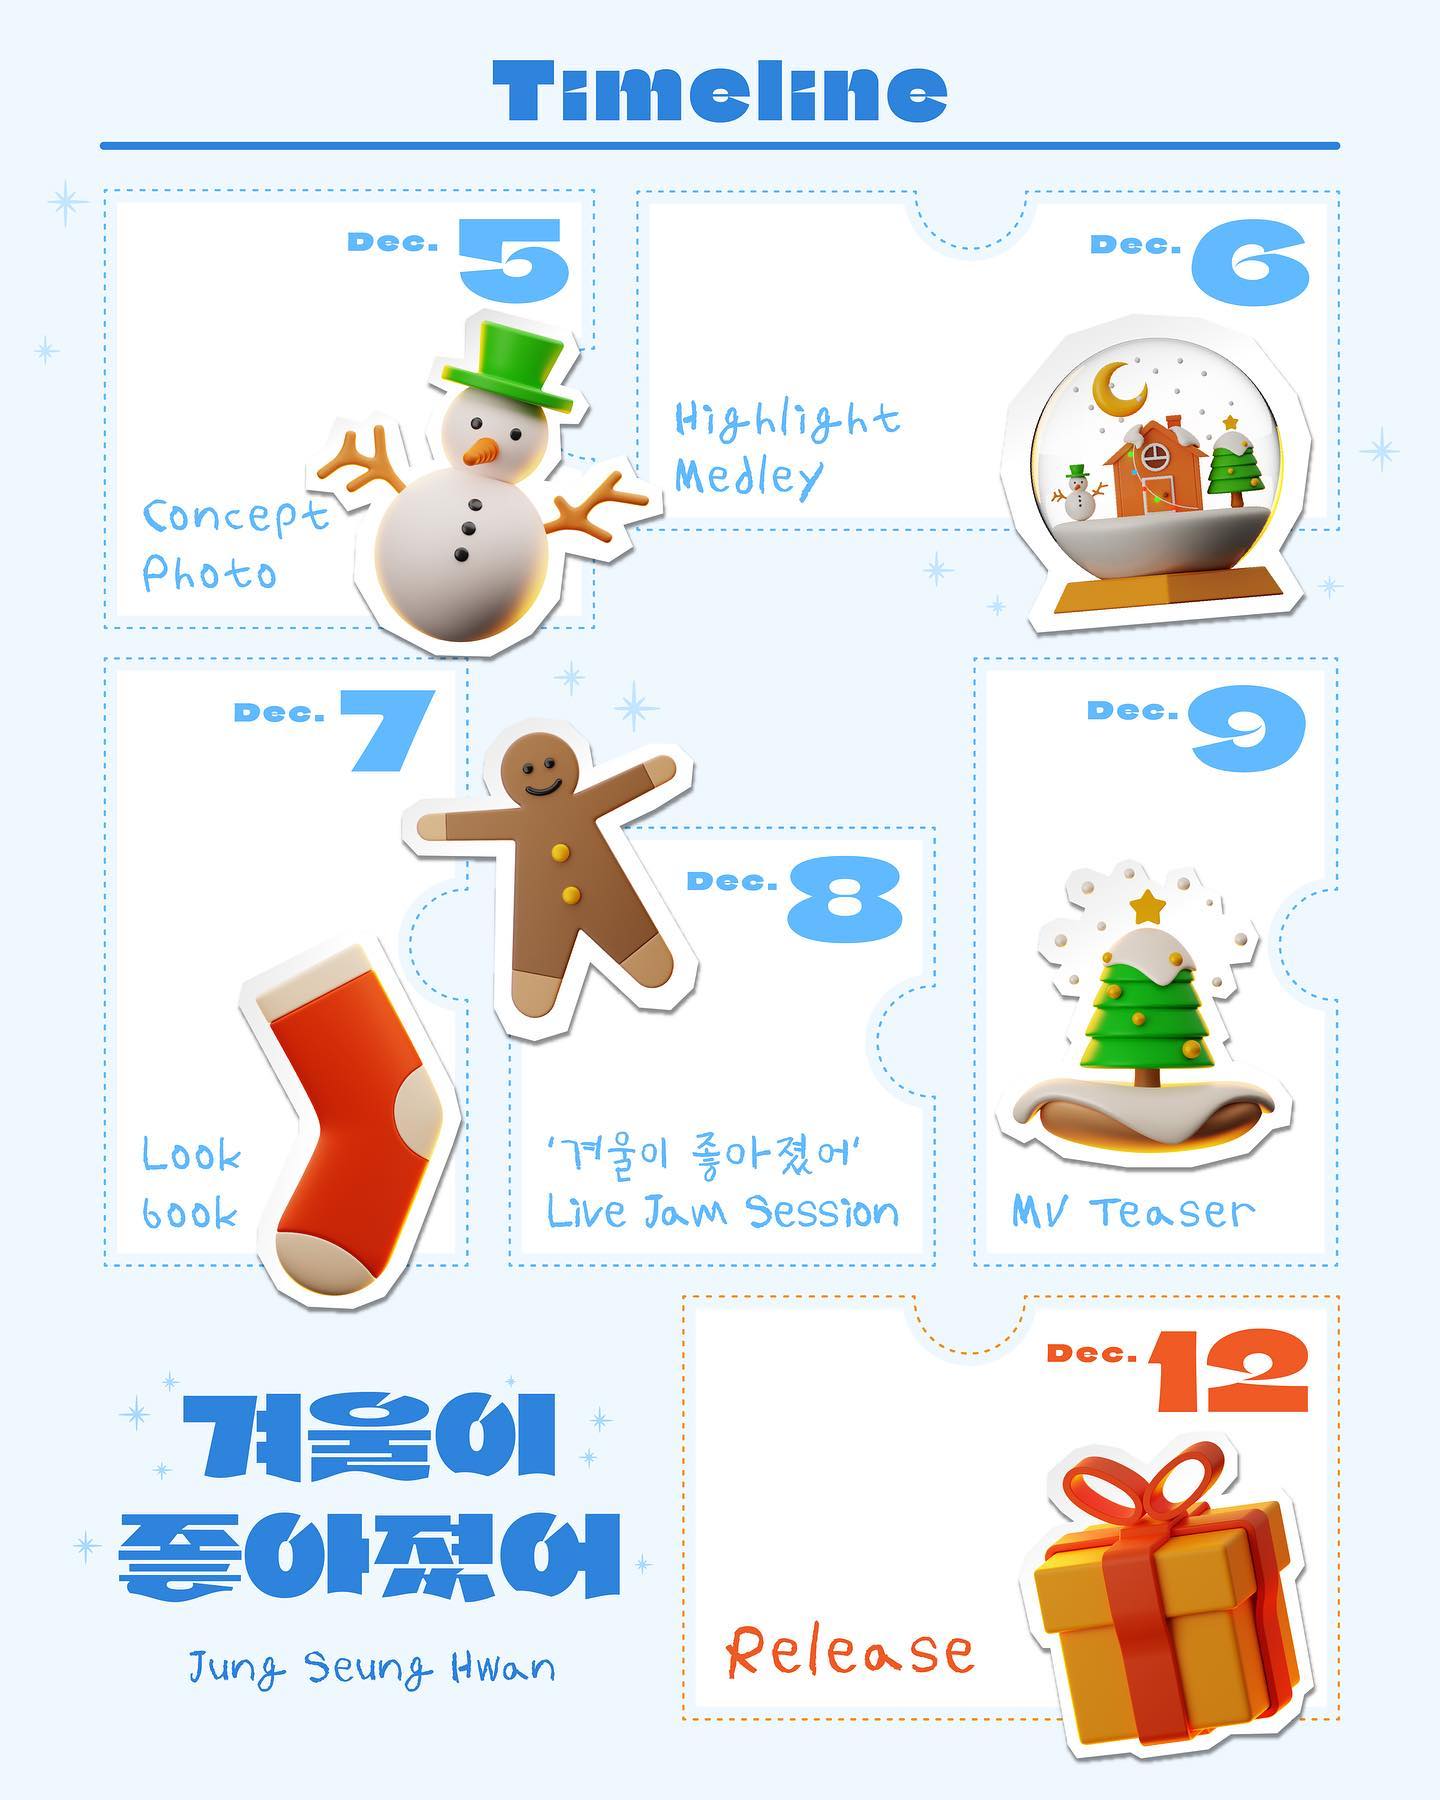 Timeline
Dec. 5
Concept
Photo
Dec. 6
Highlight
Medley
Dec. 7
Look
book
Dec. 8
'겨울이 좋아졌어'
Live Jam Session
Dec. 9
MV Teaser
Dec. 12
Release
겨울이
좋아졌어
Jung Seung Hwan